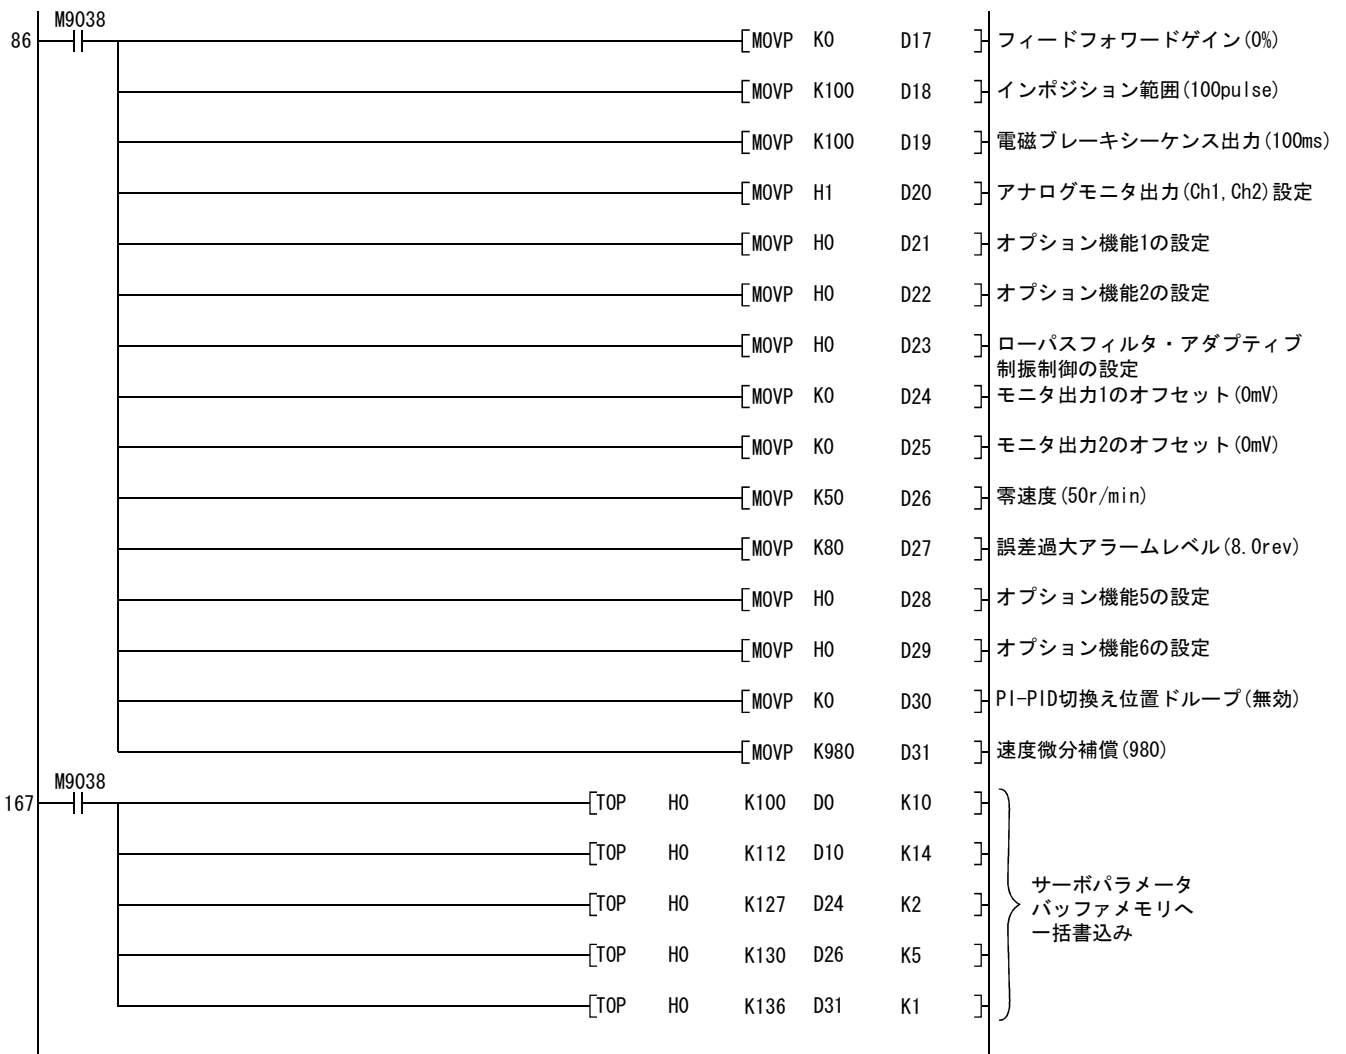 M9038
86 MOVP K0 D17 フィードフォワードゲイン(0%)
MOVP K100 D18 インポジション範囲(100pulse)
MOVP K100 D19 電磁ブレーキシーケンス出力(100ms)
MOVP H1 D20 アナログモニタ出力(Ch1,Ch2)設定
MOVP H0 D21 オプション機能1の設定
MOVP H0 D22 オプション機能2の設定
MOVP H0 D23 ローパスフィルタ・アダプティブ
制振制御の設定
MOVP K0 D24 モニタ出力1のオフセット(0mV)
MOVP K0 D25 モニタ出力2のオフセット(0mV)
MOVP K50 D26 零速度(50r/min)
MOVP K80 D27 誤差過大アラームレベル(8.0rev)
MOVP H0 D28 オプション機能5の設定
MOVP H0 D29 オプション機能6の設定
MOVP K0 D30 PI-PID切換え位置ドループ(無効)
MOVP K980 D31 速度微分補償(980)
M9038
167 TOP H0 K100 D0 K10
TOP H0 K112 D10 K14
TOP H0 K127 D24 K2
TOP H0 K130 D26 K5
TOP H0 K136 D31 K1
サーボパラメータ
バッファメモリへ
一括書込み